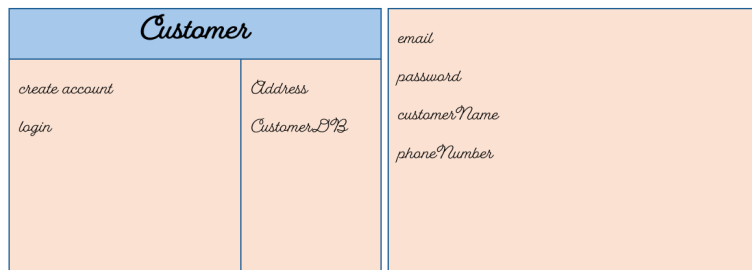 Customer
create account
login
Address
CustomerDB
email
password
customerName
phoneNumber